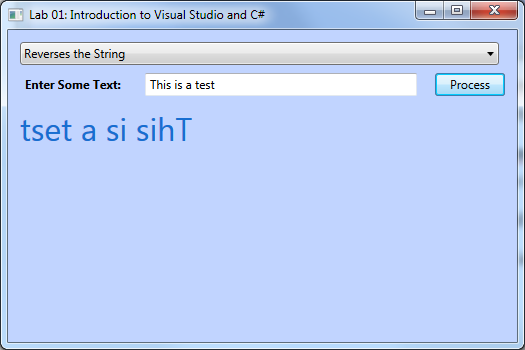 Lab 01: Introduction to Visual Studio and C#
Reverses the String
Enter Some Text: This is a test Process
tset a si sihT